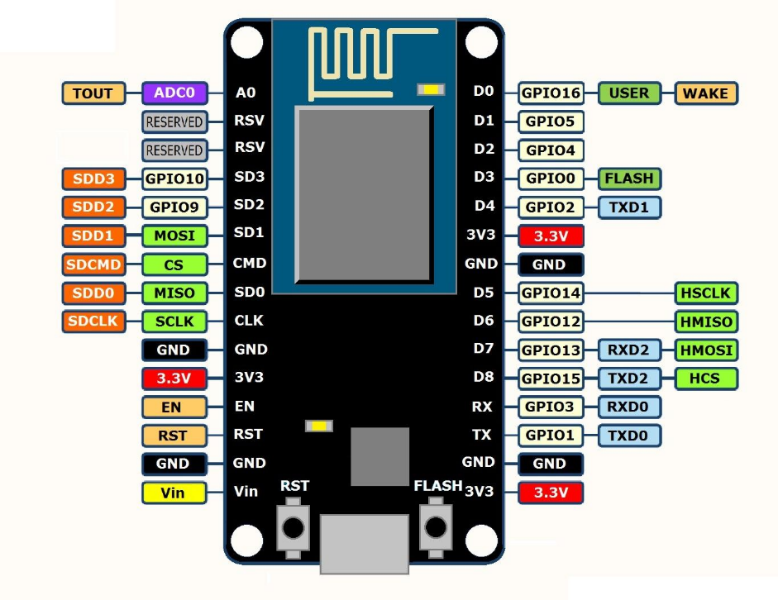 TOUT ADC0 A0 D0 GPIO16 USER WAKE
RESERVED RSV D1 GPIO5
RESERVED RSV D2 GPIO4
SDD3 GPIO10 SD3 D3 GPIO0 FLASH
SDD2 GPIO9 SD2 D4 GPIO2 TXD1
SDD1 MOSI SD1 3V3 3.3V
SDCMD CS CMD GND GND
SDD0 MISO SD0 D5 GPIO14 HSCLK
SDCLK SCLK CLK D6 GPIO12 HMISO
GND GND D7 GPIO13 RXD2 HMOSI
3.3V 3V3 D8 GPIO15 TXD2 HCS
EN EN RX GPIO3 RXD0
RST RST TX GPIO1 TXD0
GND GND GND GND
Vin Vin RST FLASH 3V3 3.3V